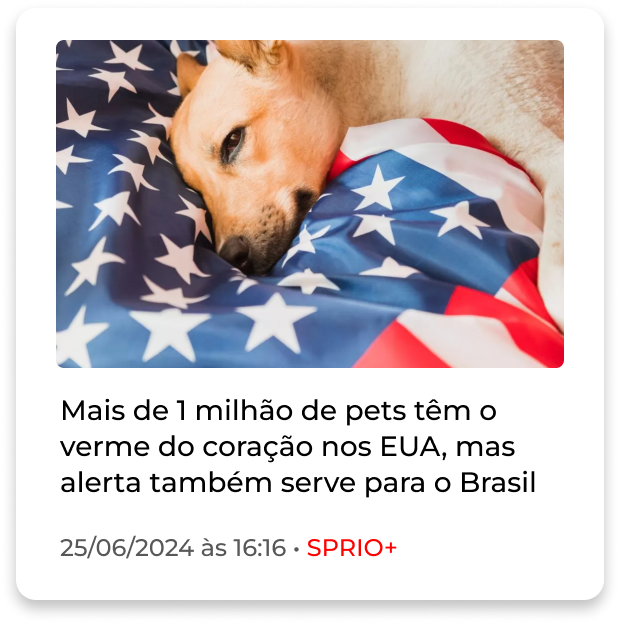 Mais de 1 milhão de pets têm o
verme do coração nos EUA, mas
alerta também serve para o Brasil
25/06/2024 às 16:16 • SPRIO+